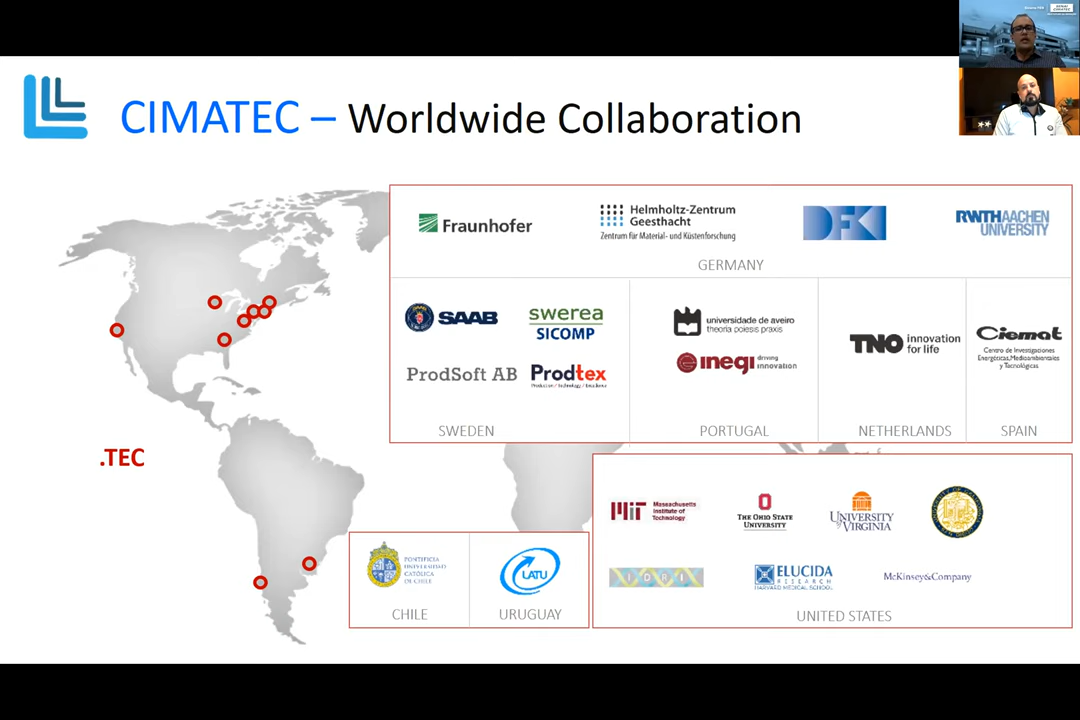 CIMATEC – Worldwide Collaboration
Fraunhofer
Helmholtz-Zentrum
Geesthacht
Zentrum für Material- und Küstenforschung
DFKI
RWTHAACHEN
UNIVERSITY
GERMANY
SAAB
swerea
SICOMP
ProdSoft AB
Prodtex
Production / Technology / Excellence
SWEDEN
universidade de aveiro
theoria poiesis praxis
inegi driving
innovation
PORTUGAL
TNO innovation
for life
NETHERLANDS
Ciemat
Centro de Investigaciones
Energéticas, Medioambientales
y Tecnológicas
SPAIN
.TEC
PONTIFICIA
UNIVERSIDAD
CATÓLICA
DE CHILE
CHILE
LATU
URUGUAY
MIT Massachusetts
Institute of
Technology
THE OHIO STATE
UNIVERSITY
UNIVERSITY
of VIRGINIA
IDRI
ELUCIDA
RESEARCH
HARVARD MEDICAL SCHOOL
McKinsey&Company
UNITED STATES